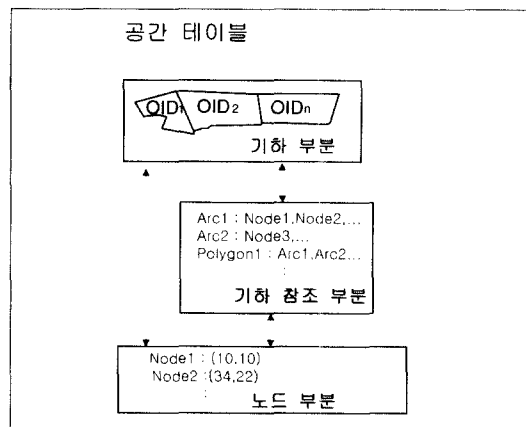 공간 테이블
OID₁ OID₂ OIDₙ
기하 부분
Arc1 : Node1,Node2,...
Arc2 : Node3,...
Polygon1 : Arc1,Arc2...
:
기하 참조 부분
Node1 : (10,10)
Node2 :(34,22)
:
노드 부분